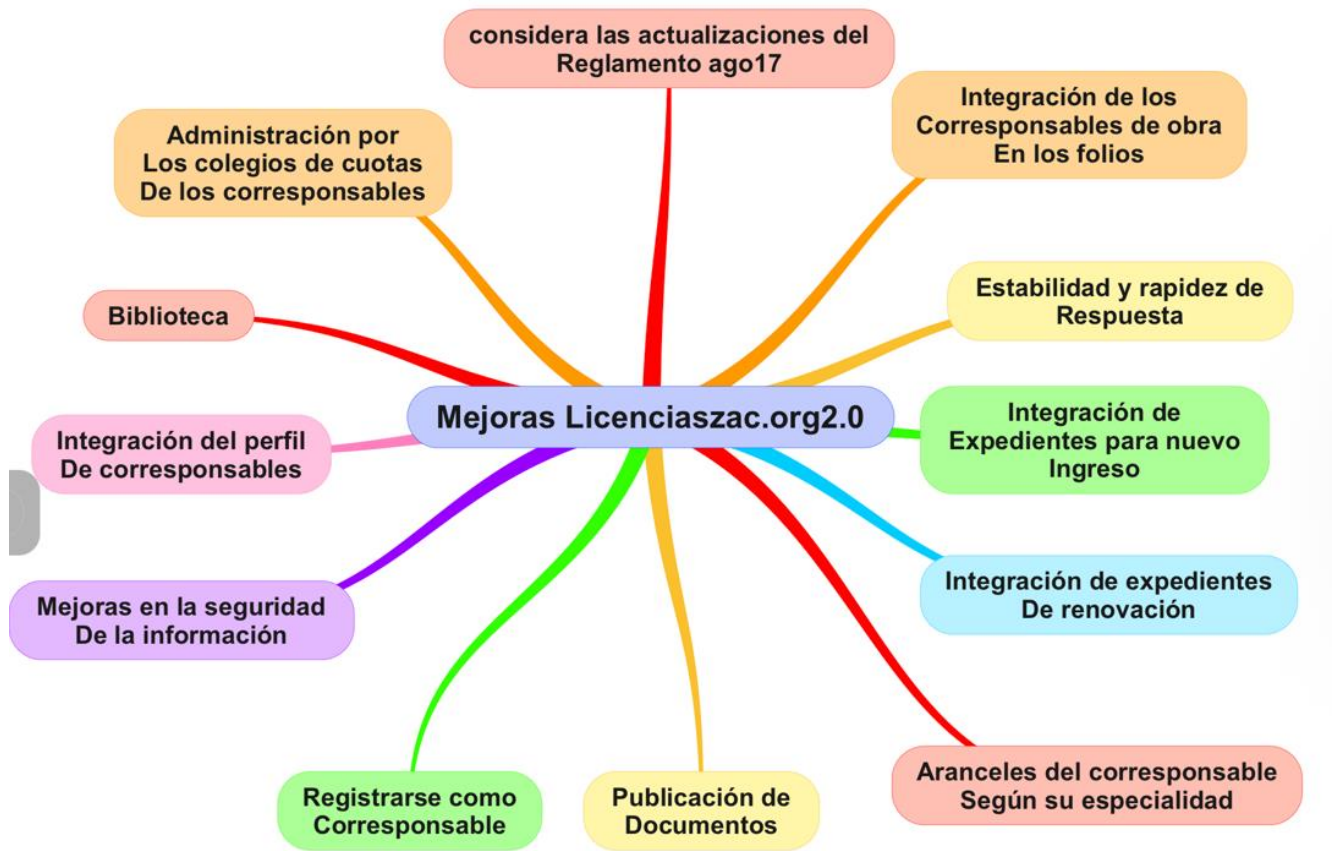 considera las actualizaciones del
Reglamento ago17
Integración de los
Corresponsables de obra
En los folios
Administración por
Los colegios de cuotas
De los corresponsables
Estabilidad y rapidez de
Respuesta
Biblioteca
Mejoras Licenciaszac.org2.0
Integración de
Expedientes para nuevo
Ingreso
Integración del perfil
De corresponsables
Integración de expedientes
De renovación
Mejoras en la seguridad
De la información
Aranceles del corresponsable
Según su especialidad
Registrarse como
Corresponsable
Publicación de
Documentos